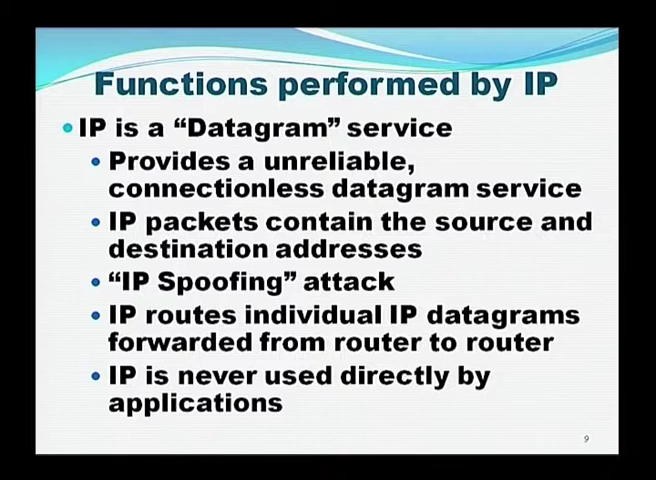 Functions performed by IP
IP is a “Datagram” service
Provides a unreliable,
connectionless datagram service
IP packets contain the source and
destination addresses
“IP Spoofing” attack
IP routes individual IP datagrams
forwarded from router to router
IP is never used directly by
applications
9